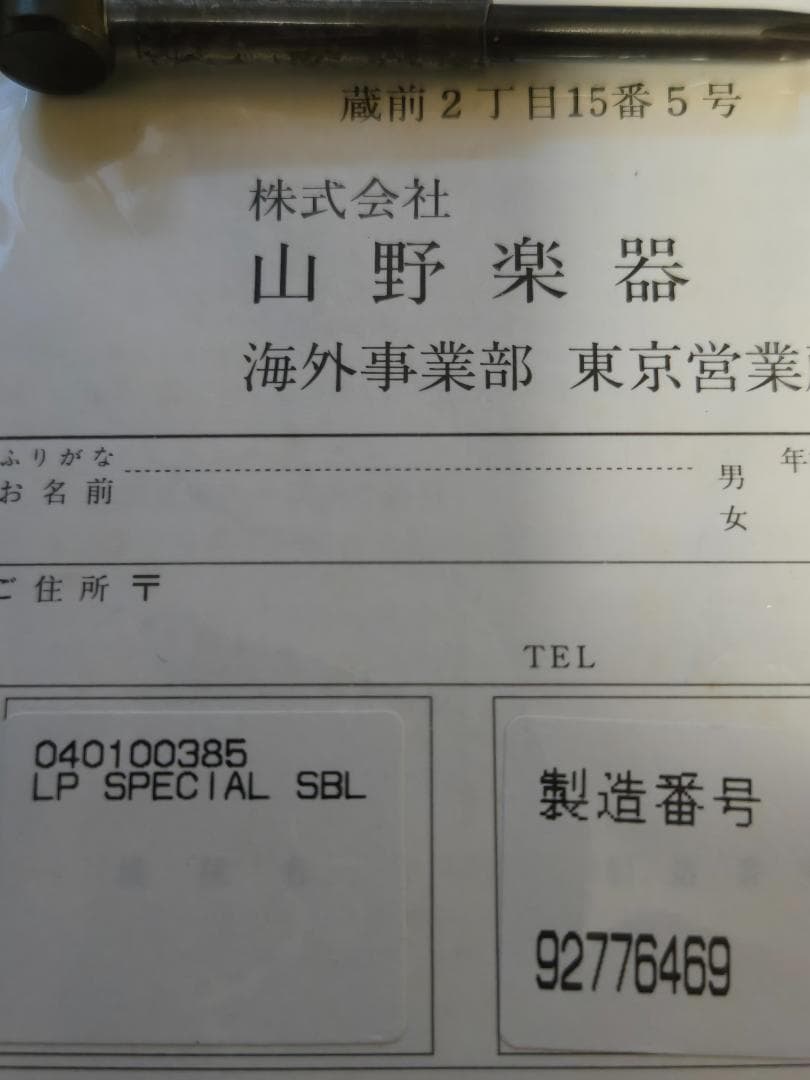 蔵前2丁目15番5号
株式会社
山野楽器
海外事業部 東京営業
ふりがな
お名前
男
女
年
ご住所 〒
TEL
040100385
LP SPECIAL SBL
製造番号
92776469